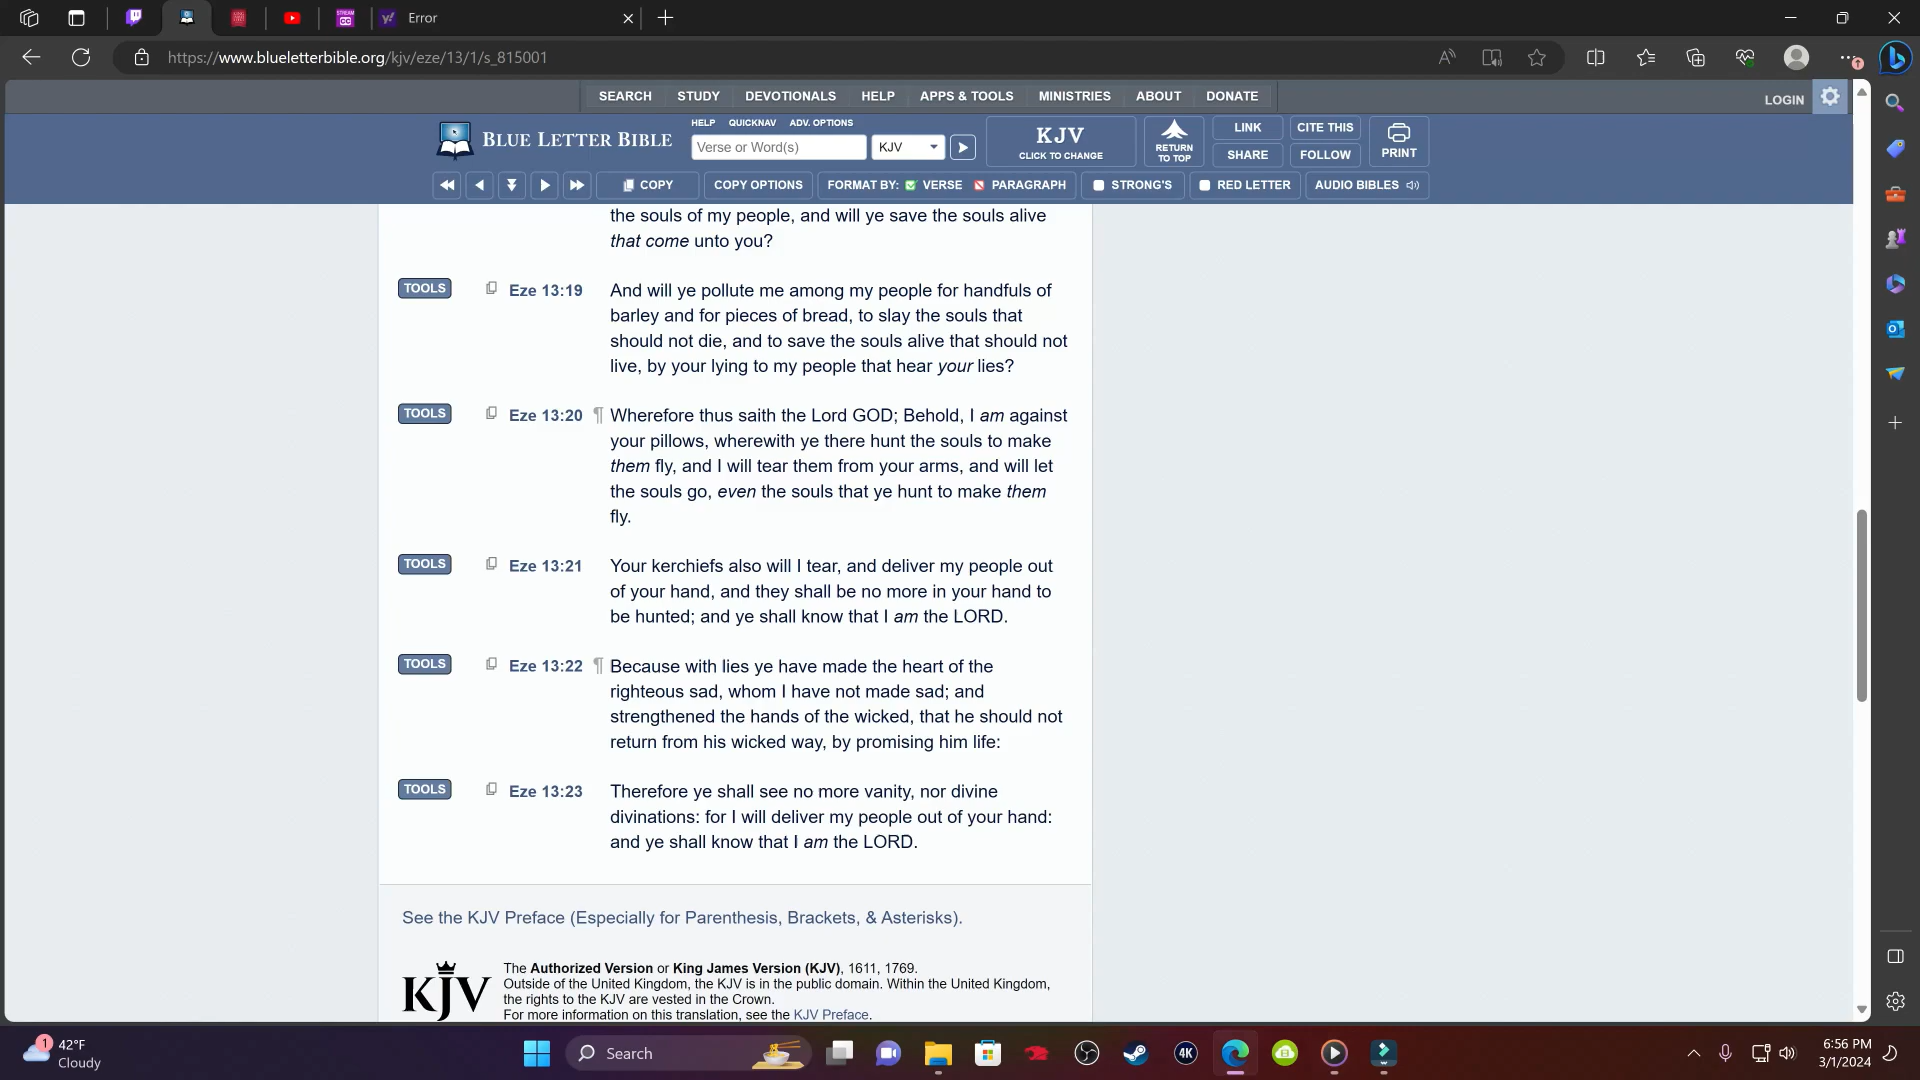 Error
https://www.blueletterbible.org/kjv/eze/13/1/s_815001
SEARCH STUDY DEVOTIONALS HELP APPS & TOOLS MINISTRIES ABOUT DONATE
LOGIN
BLUE LETTER BIBLE
HELP QUICKNAV ADV. OPTIONS
Verse or Word(s)
KJV
KJV
CLICK TO CHANGE
RETURN
TO TOP
LINK
CITE THIS
SHARE
FOLLOW
PRINT
COPY
COPY OPTIONS
FORMAT BY: VERSE PARAGRAPH
STRONG'S
RED LETTER
AUDIO BIBLES
the souls of my people, and will ye save the souls alive
that come unto you?
TOOLS
Eze 13:19
And will ye pollute me among my people for handfuls of
barley and for pieces of bread, to slay the souls that
should not die, and to save the souls alive that should not
live, by your lying to my people that hear your lies?
TOOLS
Eze 13:20
¶ Wherefore thus saith the Lord GOD; Behold, I am against
your pillows, wherewith ye there hunt the souls to make
them fly, and I will tear them from your arms, and will let
the souls go, even the souls that ye hunt to make them
fly.
TOOLS
Eze 13:21
Your kerchiefs also will I tear, and deliver my people out
of your hand, and they shall be no more in your hand to
be hunted; and ye shall know that I am the LORD.
TOOLS
Eze 13:22
¶ Because with lies ye have made the heart of the
righteous sad, whom I have not made sad; and
strengthened the hands of the wicked, that he should not
return from his wicked way, by promising him life:
TOOLS
Eze 13:23
Therefore ye shall see no more vanity, nor divine
divinations: for I will deliver my people out of your hand:
and ye shall know that I am the LORD.
See the KJV Preface (Especially for Parenthesis, Brackets, & Asterisks).
KJV
The Authorized Version or King James Version (KJV), 1611, 1769.
Outside of the United Kingdom, the KJV is in the public domain. Within the United Kingdom,
the rights to the KJV are vested in the Crown.
For more information on this translation, see the KJV Preface.
1
42°F
Cloudy
Search
4K
6:56 PM
3/1/2024